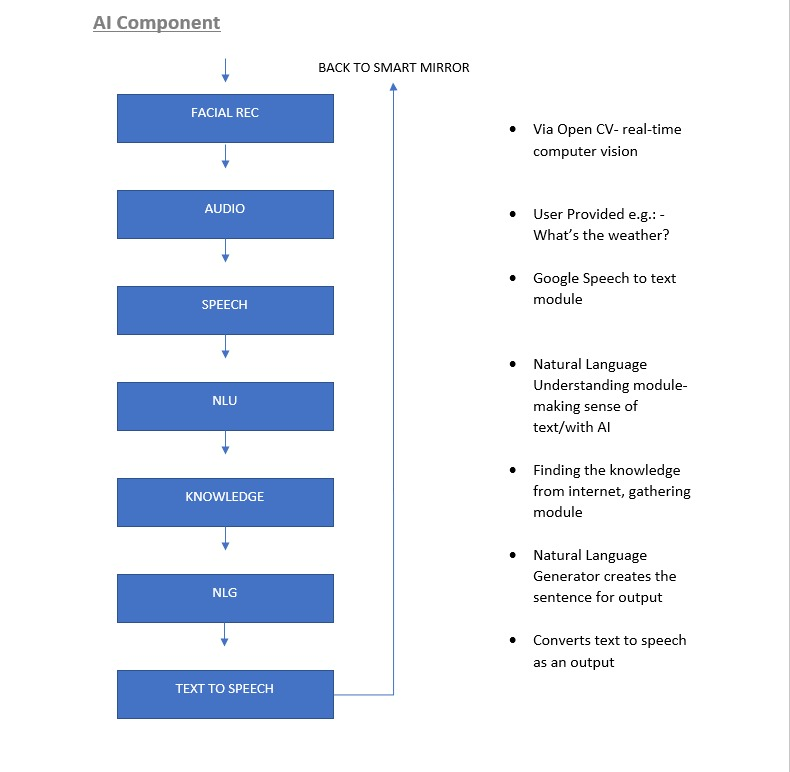 AI Component
BACK TO SMART MIRROR
FACIAL REC
AUDIO
SPEECH
NLU
KNOWLEDGE
NLG
TEXT TO SPEECH
• Via Open CV- real-time
computer vision
• User Provided e.g.: -
What’s the weather?
• Google Speech to text
module
• Natural Language
Understanding module-
making sense of
text/with AI
• Finding the knowledge
from internet, gathering
module
• Natural Language
Generator creates the
sentence for output
• Converts text to speech
as an output